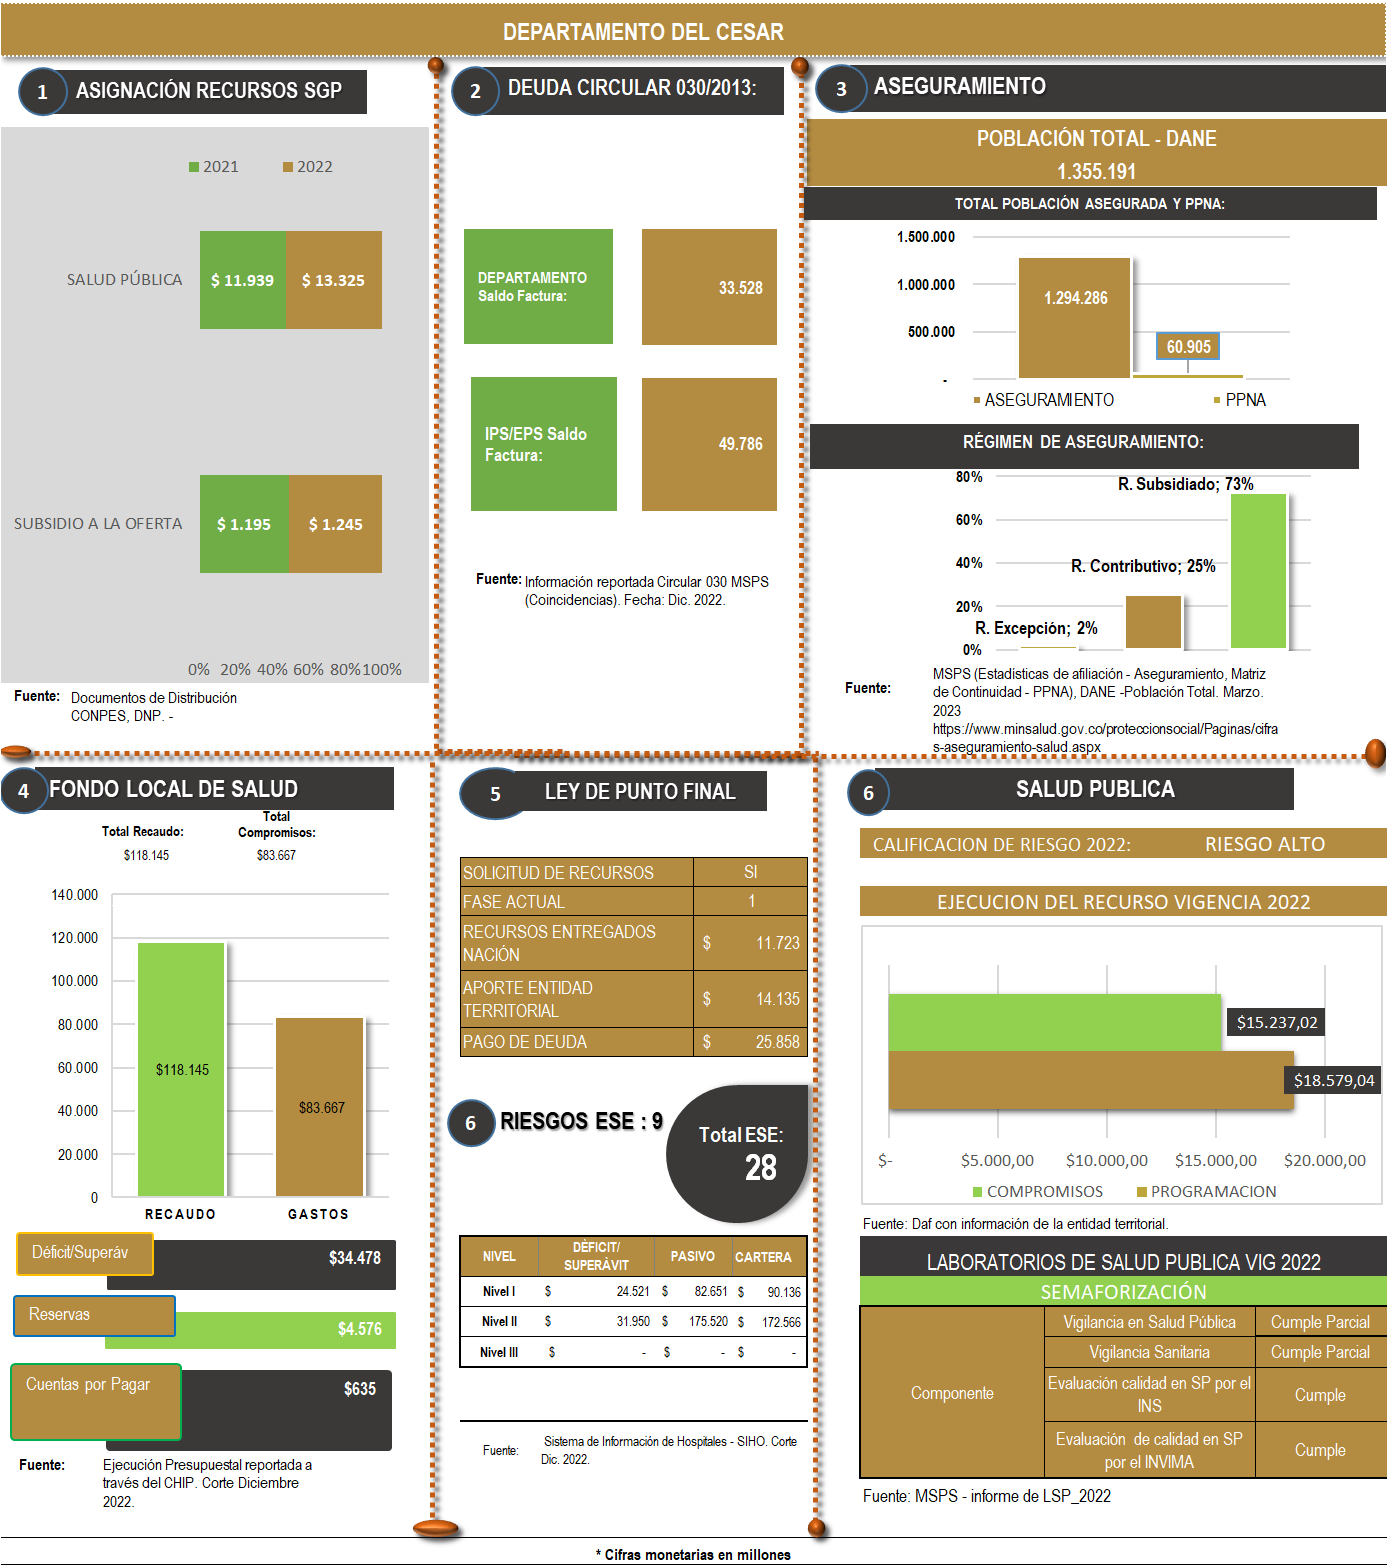 DEPARTAMENTO DEL CESAR
1
ASIGNACIÓN RECURSOS SGP
2021
2022
SALUD PÚBLICA
$ 11.939
$ 13.325
SUBSIDIO A LA OFERTA
$ 1.195
$ 1.245
0% 20% 40% 60% 80%100%
Fuente: Documentos de Distribución
CONPES, DNP. -
2
DEUDA CIRCULAR 030/2013:
DEPARTAMENTO
Saldo Factura:
33.528
IPS/EPS Saldo
Factura:
49.786
Fuente: Información reportada Circular 030 MSPS
(Coincidencias). Fecha: Dic. 2022.
3
ASEGURAMIENTO
POBLACIÓN TOTAL - DANE
1.355.191
TOTAL POBLACIÓN ASEGURADA Y PPNA:
1.500.000
1.000.000
500.000
-
1.294.286
60.905
ASEGURAMIENTO
PPNA
RÉGIMEN DE ASEGURAMIENTO:
80%
60%
40%
20%
0%
R. Subsidiado; 73%
R. Contributivo; 25%
R. Excepción; 2%
Fuente:
MSPS (Estadísticas de afiliación - Aseguramiento, Matriz
de Continuidad - PPNA), DANE -Población Total. Marzo.
2023
https://www.minsalud.gov.co/proteccionsocial/Paginas/cifra
s-aseguramiento-salud.aspx
4
FONDO LOCAL DE SALUD
Total Recaudo:
$118.145
Total
Compromisos:
$83.667
140.000
120.000
100.000
80.000
60.000
40.000
20.000
0
$118.145
$83.667
RECAUDO
GASTOS
Déficit/Superáv
$34.478
Reservas
$4.576
Cuentas por Pagar
$635
Fuente:
Ejecución Presupuestal reportada a
través del CHIP. Corte Diciembre
2022.
5
LEY DE PUNTO FINAL
SOLICITUD DE RECURSOS SI
FASE ACTUAL 1
RECURSOS ENTREGADOS
NACIÓN
$ 11.723
APORTE ENTIDAD
TERRITORIAL
$ 14.135
PAGO DE DEUDA $ 25.858
6
RIESGOS ESE : 9
Total ESE:
28
NIVEL
DÈFICIT/
SUPERÀVIT
PASIVO
CARTERA
Nivel I $ 24.521 $ 82.651 $ 90.136
Nivel II $ 31.950 $ 175.520 $ 172.566
Nivel III $ - $ - $ -
Fuente:
Sistema de Información de Hospitales - SIHO. Corte
Dic. 2022.
6
SALUD PUBLICA
CALIFICACION DE RIESGO 2022: RIESGO ALTO
EJECUCION DEL RECURSO VIGENCIA 2022
$15.237,02
$18.579,04
$- $5.000,00 $10.000,00 $15.000,00 $20.000,00
COMPROMISOS
PROGRAMACION
Fuente: Daf con información de la entidad territorial.
LABORATORIOS DE SALUD PUBLICA VIG 2022
SEMAFORIZACIÓN
Componente
Vigilancia en Salud Pública Cumple Parcial
Vigilancia Sanitaria Cumple Parcial
Evaluación calidad en SP por el
INS
Cumple
Evaluación de calidad en SP
por el INVIMA
Cumple
Fuente: MSPS - informe de LSP_2022
* Cifras monetarias en millones